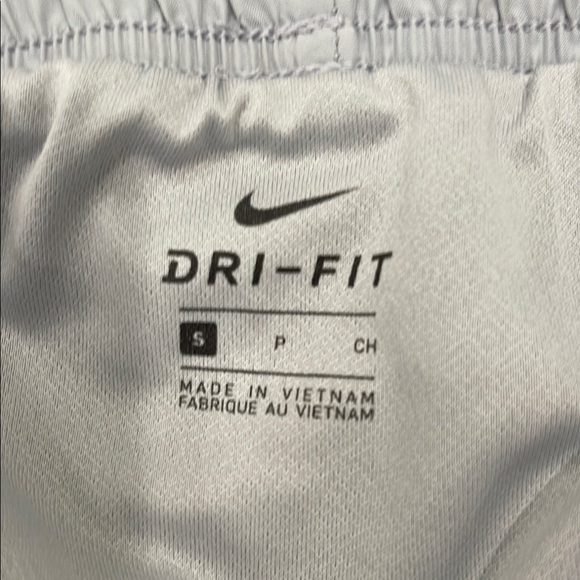 DRI-FIT
S P CH
MADE IN VIETNAM
FABRIQUE AU VIETNAM